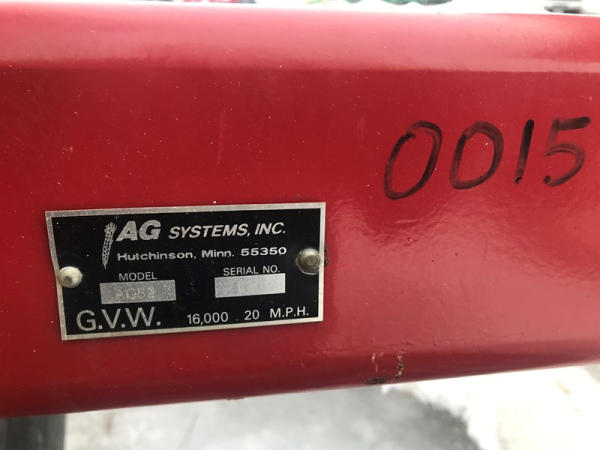 0015
AG SYSTEMS, INC.
Hutchinson, Minn. 55350
MODEL SERIAL NO.
G.V.W. 16,000 20 M.P.H.